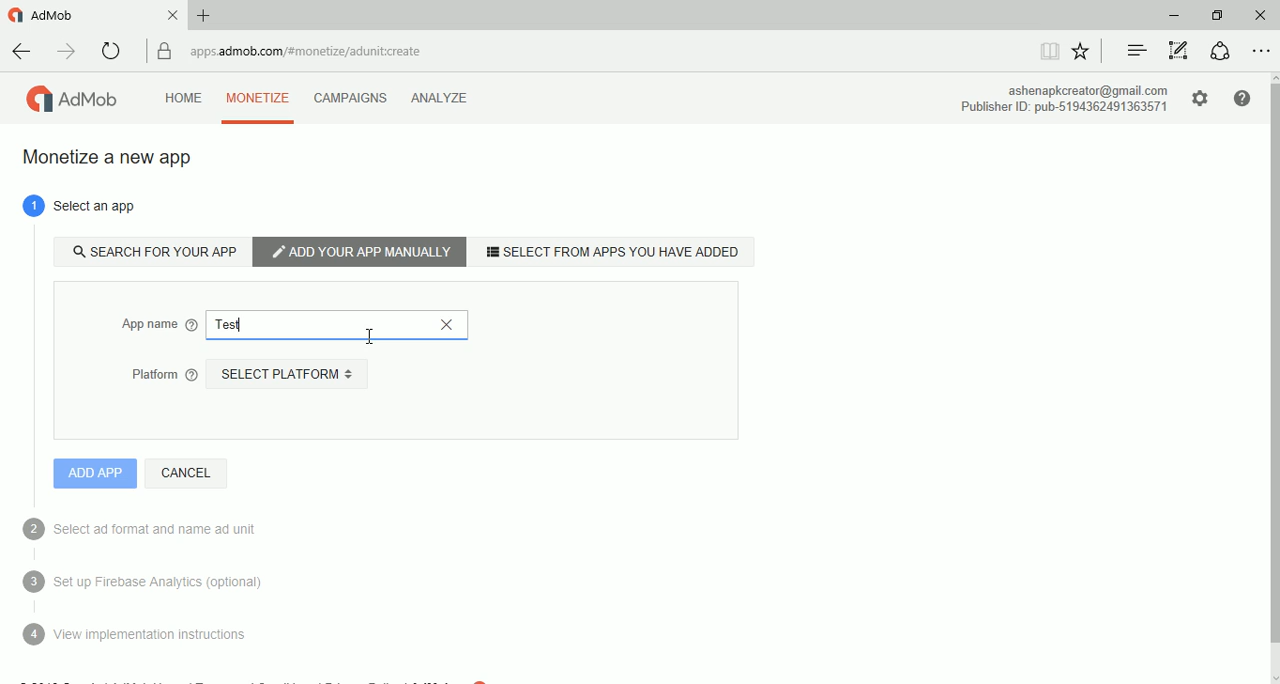 AdMob
apps.admob.com/#monetize/adunit:create
AdMob HOME MONETIZE CAMPAIGNS ANALYZE
ashenapkcreator@gmail.com
Publisher ID: pub-5194362491363571
Monetize a new app
1 Select an app
SEARCH FOR YOUR APP ADD YOUR APP MANUALLY SELECT FROM APPS YOU HAVE ADDED
App name ? Test
Platform ? SELECT PLATFORM
ADD APP CANCEL
2 Select ad format and name ad unit
3 Set up Firebase Analytics (optional)
4 View implementation instructions